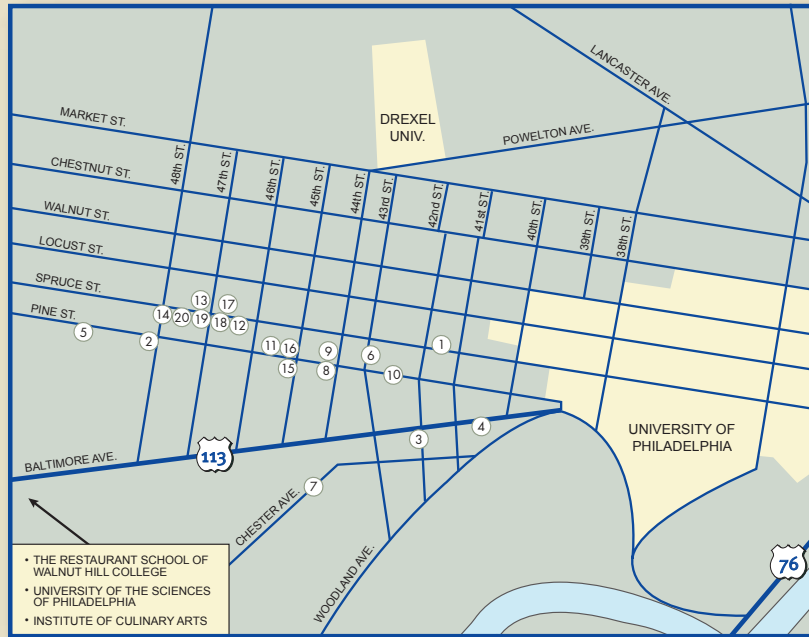 LANCASTER AVE.
DREXEL
UNIV.
POWELTON AVE.
MARKET ST.
CHESTNUT ST.
WALNUT ST.
LOCUST ST.
SPRUCE ST.
PINE ST.
48th ST.
47th ST.
46th ST.
45th ST.
44th ST.
43rd ST.
42nd ST.
41st ST.
40th ST.
39th ST.
38th ST.
13
17
14
20
19
18
12
5
2
11
16
9
6
1
15
8
10
3
4
7
UNIVERSITY OF
PHILADELPHIA
BALTIMORE AVE.
113
CHESTER AVE.
WOODLAND AVE.
76
• THE RESTAURANT SCHOOL OF
WALNUT HILL COLLEGE
• UNIVERSITY OF THE SCIENCES
OF PHILADELPHIA
• INSTITUTE OF CULINARY ARTS